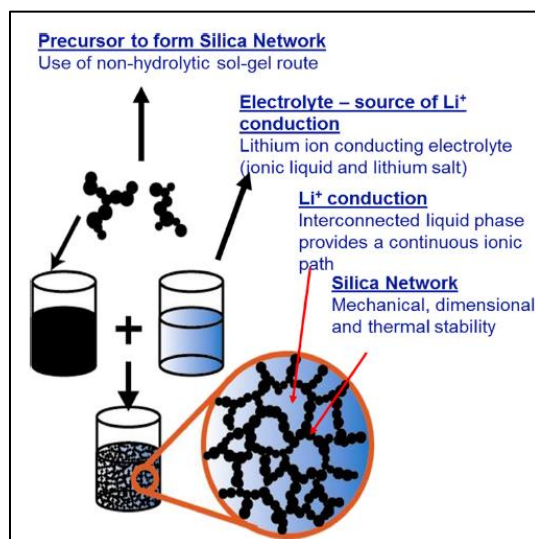 Precursor to form Silica Network
Use of non-hydrolytic sol-gel route
Electrolyte – source of Li⁺
conduction
Lithium ion conducting electrolyte
(ionic liquid and lithium salt)
Li⁺ conduction
Interconnected liquid phase
provides a continuous ionic
path
Silica Network
Mechanical, dimensional
and thermal stability
+